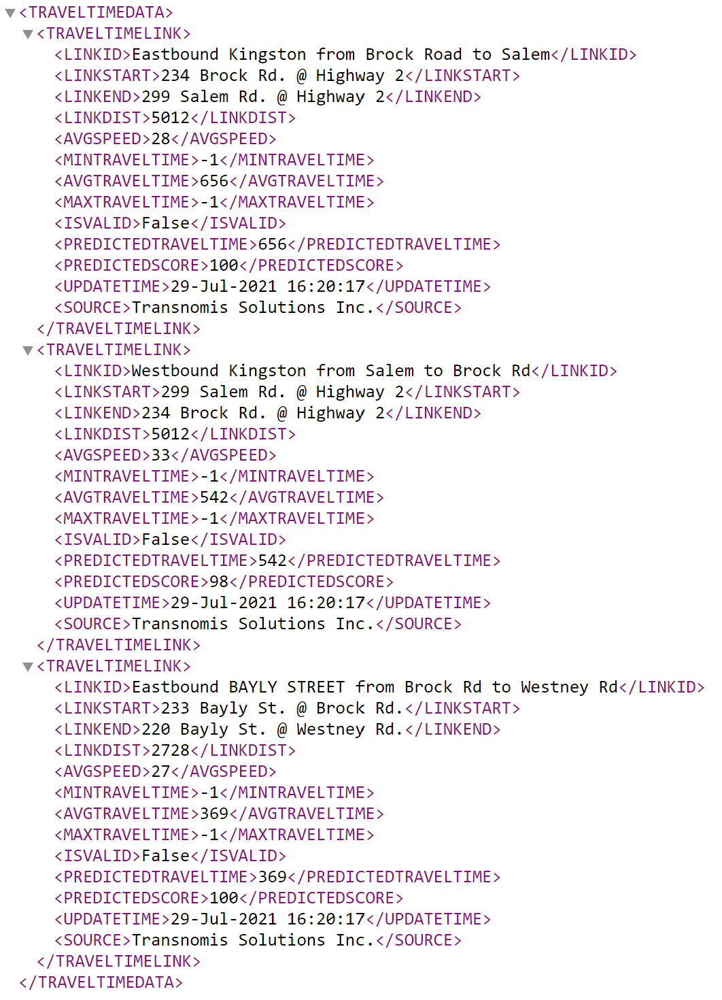 <TRAVELTIMEDATA>
<TRAVELTIMELINK>
<LINKID>Eastbound Kingston from Brock Road to Salem</LINKID>
<LINKSTART>234 Brock Rd. @ Highway 2</LINKSTART>
<LINKEND>299 Salem Rd. @ Highway 2</LINKEND>
<LINKDIST>5012</LINKDIST>
<AVGSPEED>28</AVGSPEED>
<MINTRAVELTIME>-1</MINTRAVELTIME>
<AVGTRAVELTIME>656</AVGTRAVELTIME>
<MAXTRAVELTIME>-1</MAXTRAVELTIME>
<ISVALID>False</ISVALID>
<PREDICTEDTRAVELTIME>656</PREDICTEDTRAVELTIME>
<PREDICTEDSCORE>100</PREDICTEDSCORE>
<UPDATETIME>29-Jul-2021 16:20:17</UPDATETIME>
<SOURCE>Transnomis Solutions Inc.</SOURCE>
</TRAVELTIMELINK>
<TRAVELTIMELINK>
<LINKID>Westbound Kingston from Salem to Brock Rd</LINKID>
<LINKSTART>299 Salem Rd. @ Highway 2</LINKSTART>
<LINKEND>234 Brock Rd. @ Highway 2</LINKEND>
<LINKDIST>5012</LINKDIST>
<AVGSPEED>33</AVGSPEED>
<MINTRAVELTIME>-1</MINTRAVELTIME>
<AVGTRAVELTIME>542</AVGTRAVELTIME>
<MAXTRAVELTIME>-1</MAXTRAVELTIME>
<ISVALID>False</ISVALID>
<PREDICTEDTRAVELTIME>542</PREDICTEDTRAVELTIME>
<PREDICTEDSCORE>98</PREDICTEDSCORE>
<UPDATETIME>29-Jul-2021 16:20:17</UPDATETIME>
<SOURCE>Transnomis Solutions Inc.</SOURCE>
</TRAVELTIMELINK>
<TRAVELTIMELINK>
<LINKID>Eastbound BAYLY STREET from Brock Rd to Westney Rd</LINKID>
<LINKSTART>233 Bayly St. @ Brock Rd.</LINKSTART>
<LINKEND>220 Bayly St. @ Westney Rd.</LINKEND>
<LINKDIST>2728</LINKDIST>
<AVGSPEED>27</AVGSPEED>
<MINTRAVELTIME>-1</MINTRAVELTIME>
<AVGTRAVELTIME>369</AVGTRAVELTIME>
<MAXTRAVELTIME>-1</MAXTRAVELTIME>
<ISVALID>False</ISVALID>
<PREDICTEDTRAVELTIME>369</PREDICTEDTRAVELTIME>
<PREDICTEDSCORE>100</PREDICTEDSCORE>
<UPDATETIME>29-Jul-2021 16:20:17</UPDATETIME>
<SOURCE>Transnomis Solutions Inc.</SOURCE>
</TRAVELTIMELINK>
</TRAVELTIMEDATA>